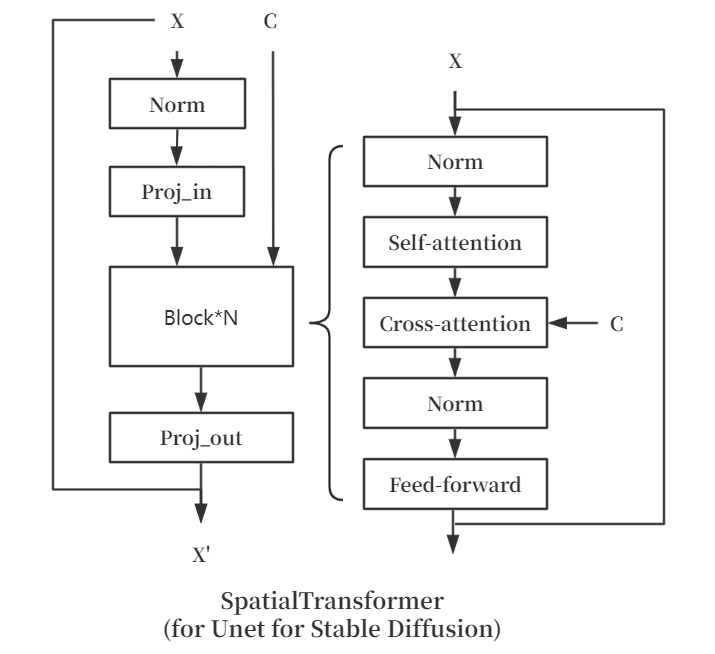 X
C
Norm
Proj_in
Block*N
Proj_out
X'
X
Norm
Self-attention
Cross-attention
C
Norm
Feed-forward
SpatialTransformer
(for Unet for Stable Diffusion)